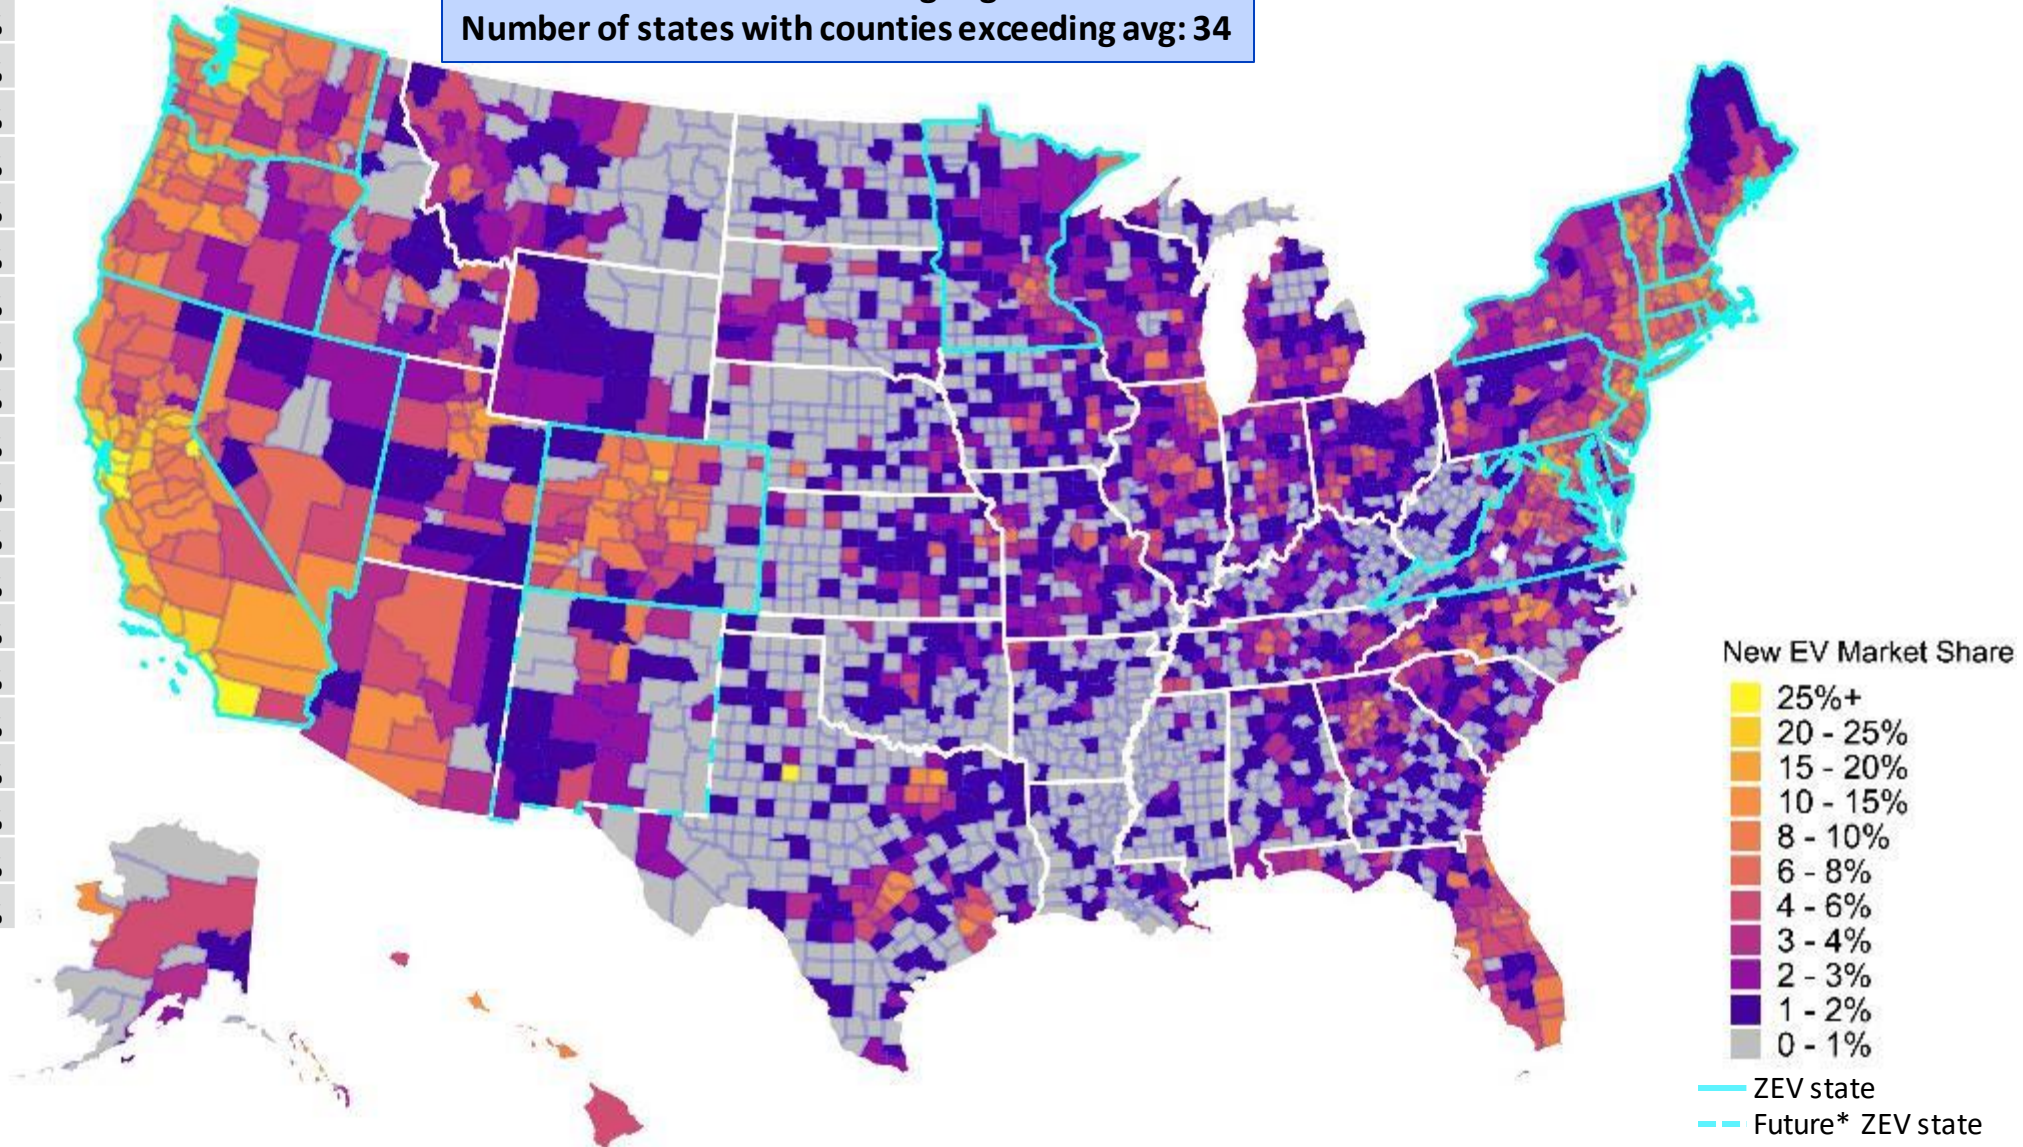 Number of states with counties exceeding avg: 34
New EV Market Share
25%+
20 - 25%
15 - 20%
10 - 15%
8 - 10%
6 - 8%
4 - 6%
3 - 4%
2 - 3%
1 - 2%
0 - 1%
ZEV state
Future* ZEV state